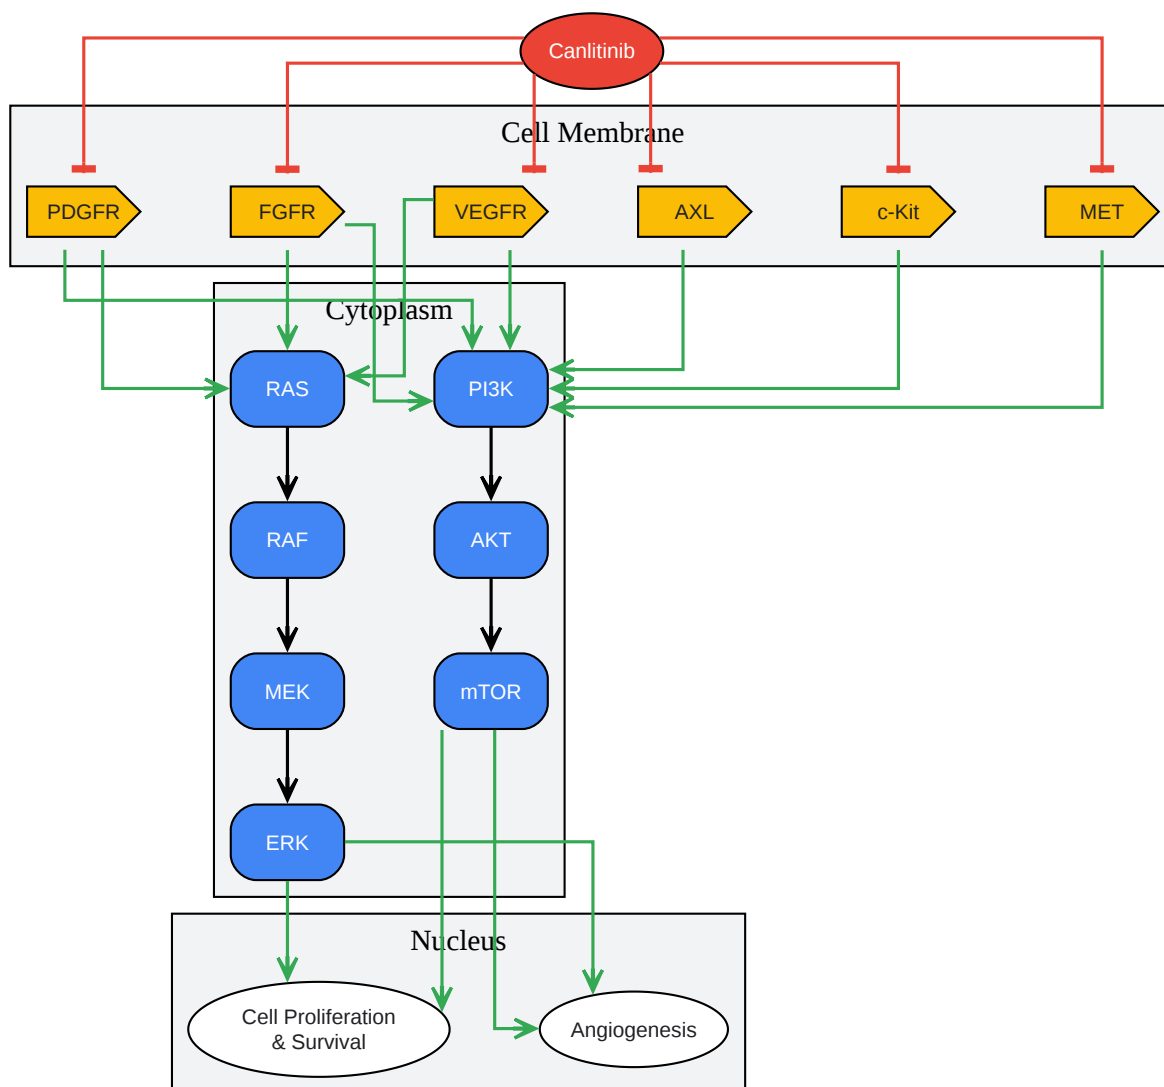 Canlitinib
Cell Membrane
PDGFR
FGFR
VEGFR
AXL
c-Kit
MET
Cytoplasm
RAS
PI3K
RAF
AKT
MEK
mTOR
ERK
Nucleus
Cell Proliferation
& Survival
Angiogenesis